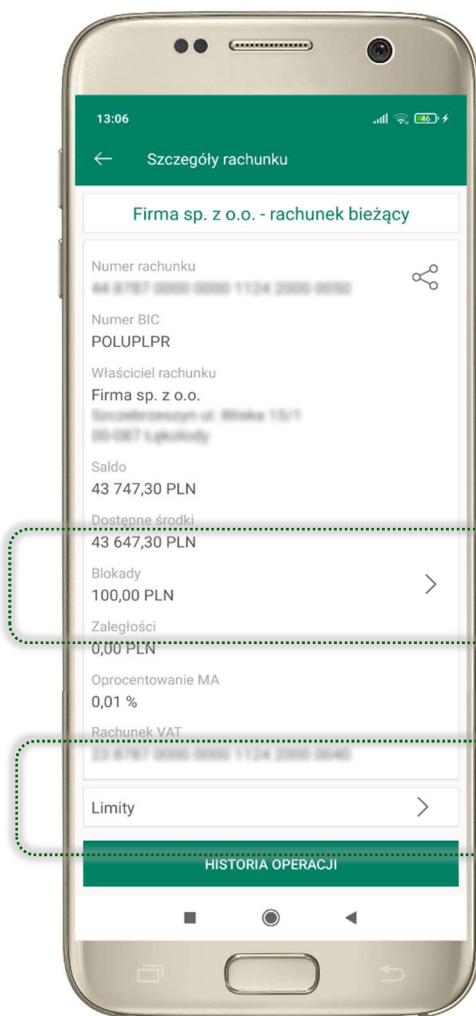 13:06
46
Szczegóły rachunku
Firma sp. z o.o. - rachunek bieżący
Numer rachunku
Numer BIC
POLUPLPR
Właściciel rachunku
Firma sp. z o.o.
Saldo
43 747,30 PLN
Dostępne środki
43 647,30 PLN
Blokady
100,00 PLN
Zaległości
0,00 PLN
Oprocentowanie MA
0,01 %
Rachunek VAT
Limity
HISTORIA OPERACJI